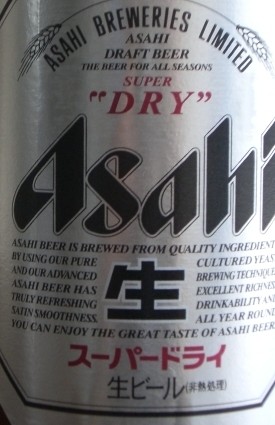 ASAHI BREWERIES LIMITED
ASAHI
DRAFT BEER
THE BEER FOR ALL SEASONS
SUPER
"DRY"
Asahi
ASAHI BEER IS BREWED FROM QUALITY INGREDIENT
BY USING OUR PURE CULTURED YEAS
AND OUR ADVANCED BREWING TECHNIQUE
ASAHI BEER HAS EXCELLENT RICHNES
TRULY REFRESHING DRINKABILITY AN
SATIN SMOOTHNESS. ALL YEAR ROUN
生
YOU CAN ENJOY THE GREAT TASTE OF ASAHI BEER
スーパードライ
生ビール(非熱処理)